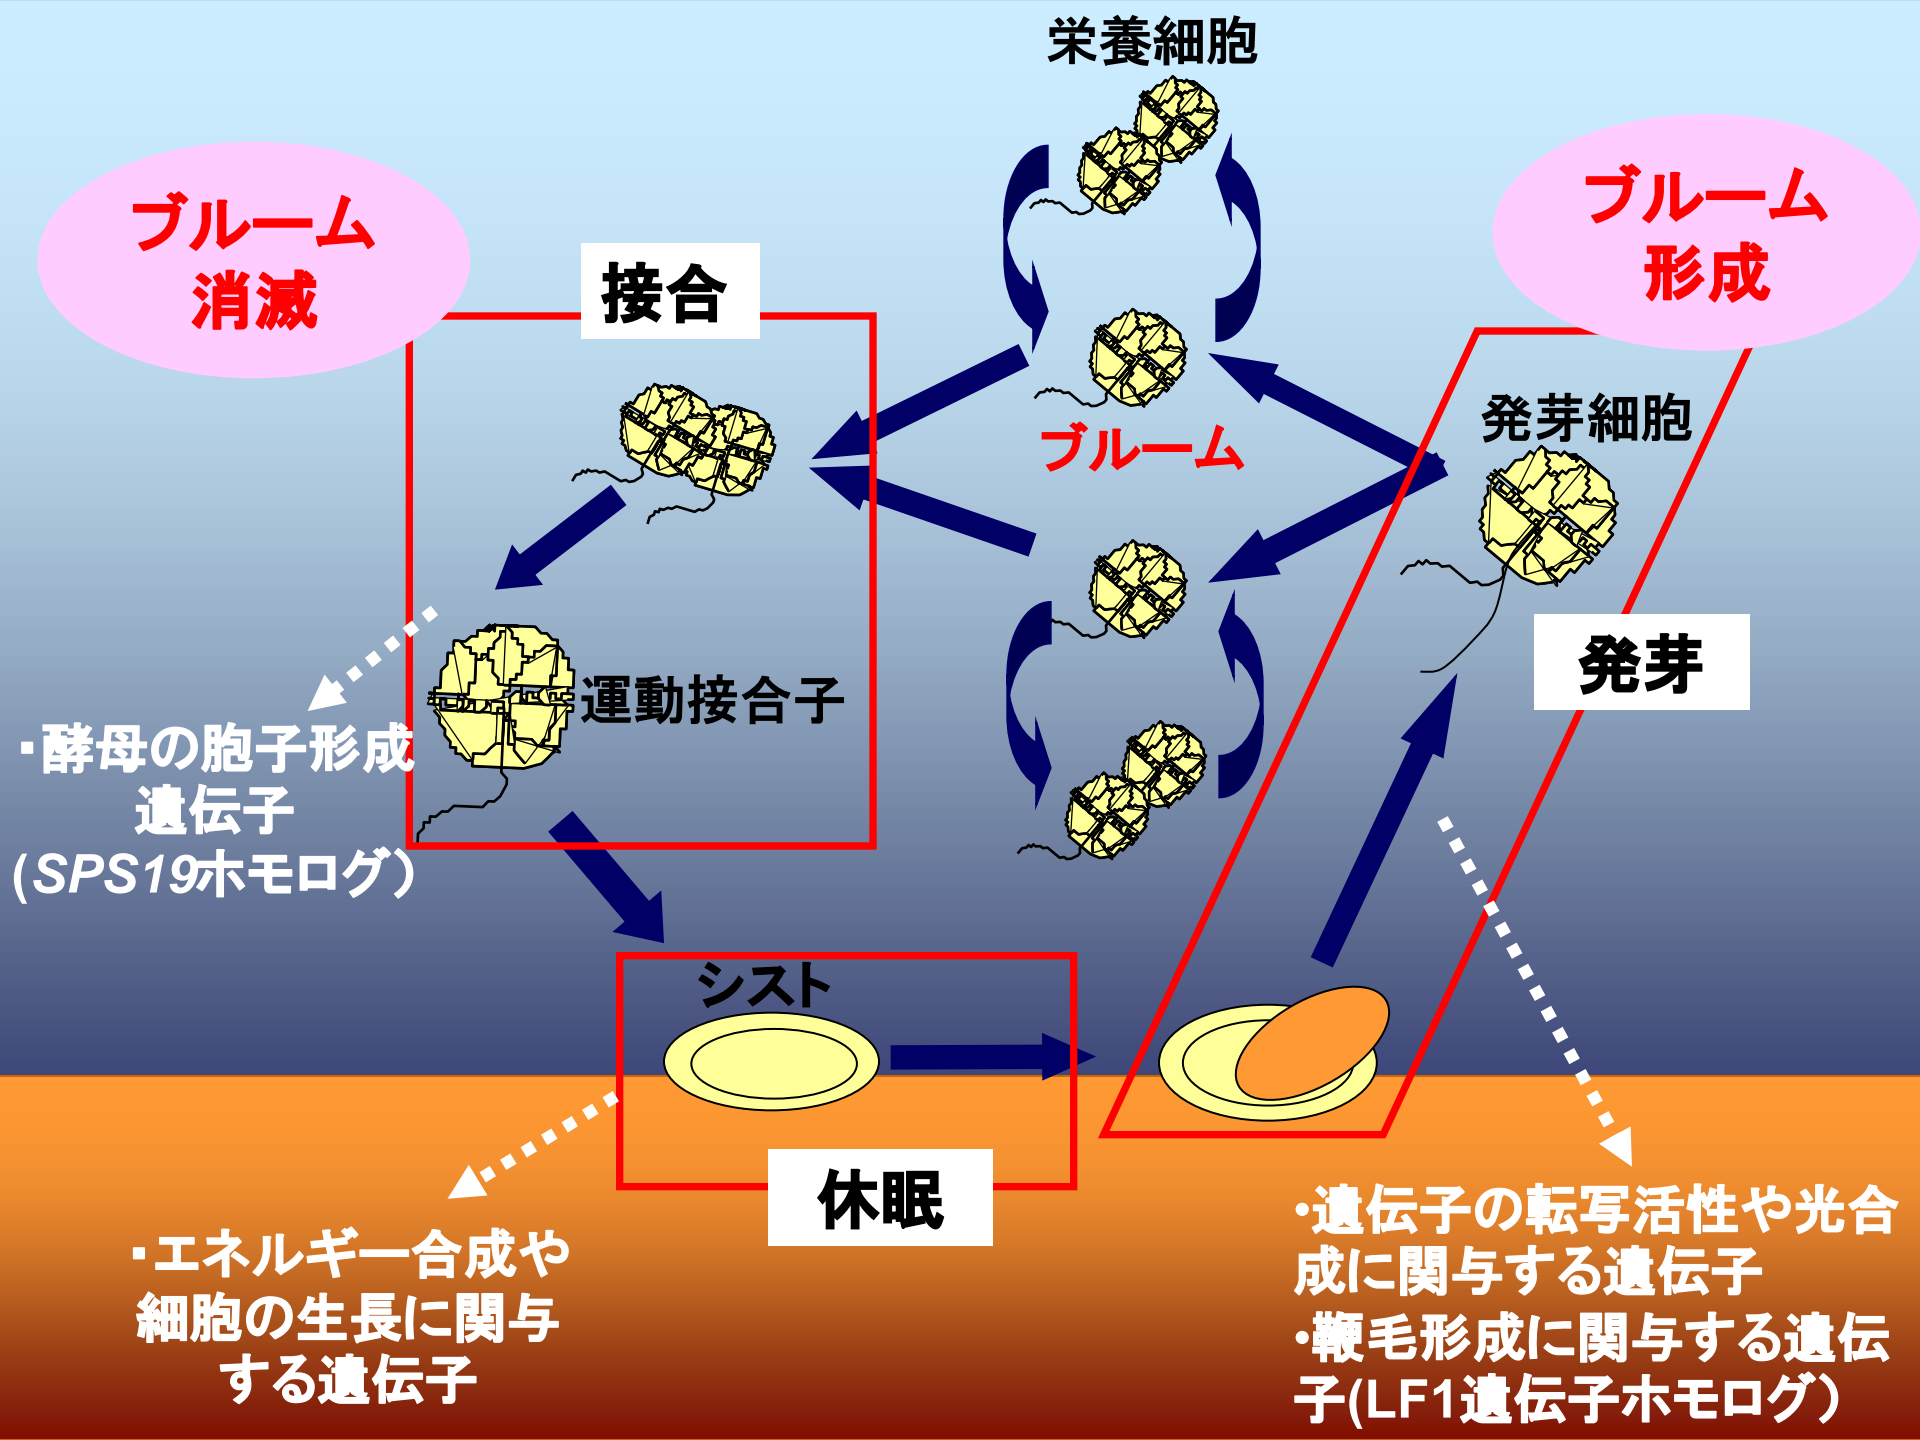 栄養細胞
ブルーム
消滅
ブルーム
形成
接合
発芽細胞
ブルーム
発芽
運動接合子
・酵母の胞子形成
遺伝子
(SPS19ホモログ）
シスト
休眠
・エネルギー合成や
細胞の生長に関与
する遺伝子
•遺伝子の転写活性や光合
成に関与する遺伝子
•鞭毛形成に関与する遺伝
子(LF1遺伝子ホモログ）